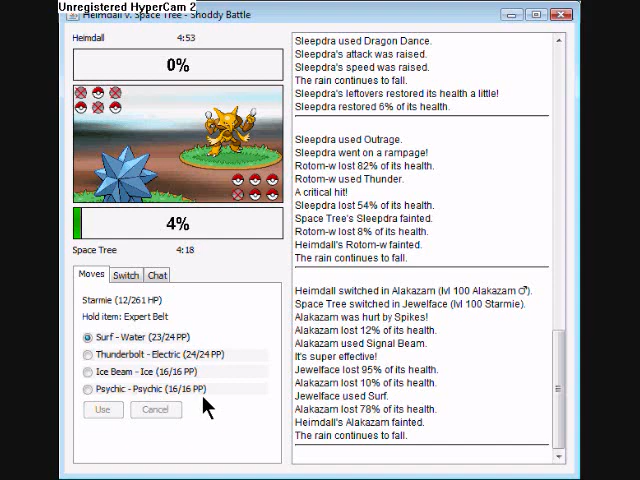 Unregistered HyperCam 2
Heimdall v. Space Tree - Shoddy Battle
Heimdall 4:53
0%
4%
Space Tree 4:18
Moves Switch Chat
Starmie (12/261 HP)
Hold item: Expert Belt
Surf - Water (23/24 PP)
Thunderbolt - Electric (24/24 PP)
Ice Beam - Ice (16/16 PP)
Psychic - Psychic (16/16 PP)
Use Cancel
Sleepdra used Dragon Dance.
Sleepdra's attack was raised.
Sleepdra's speed was raised.
The rain continues to fall.
Sleepdra's leftovers restored its health a little!
Sleepdra restored 6% of its health.
Sleepdra used Outrage.
Sleepdra went on a rampage!
Rotom-w lost 82% of its health.
Rotom-w used Thunder.
A critical hit!
Sleepdra lost 54% of its health.
Space Tree's Sleepdra fainted.
Rotom-w lost 8% of its health.
Heimdall's Rotom-w fainted.
The rain continues to fall.
Heimdall switched in Alakazam (lvl 100 Alakazam ♂).
Space Tree switched in Jewelface (lvl 100 Starmie).
Alakazam was hurt by Spikes!
Alakazam lost 12% of its health.
Alakazam used Signal Beam.
It's super effective!
Jewelface lost 95% of its health.
Alakazam lost 10% of its health.
Jewelface used Surf.
Alakazam lost 78% of its health.
Heimdall's Alakazam fainted.
The rain continues to fall.